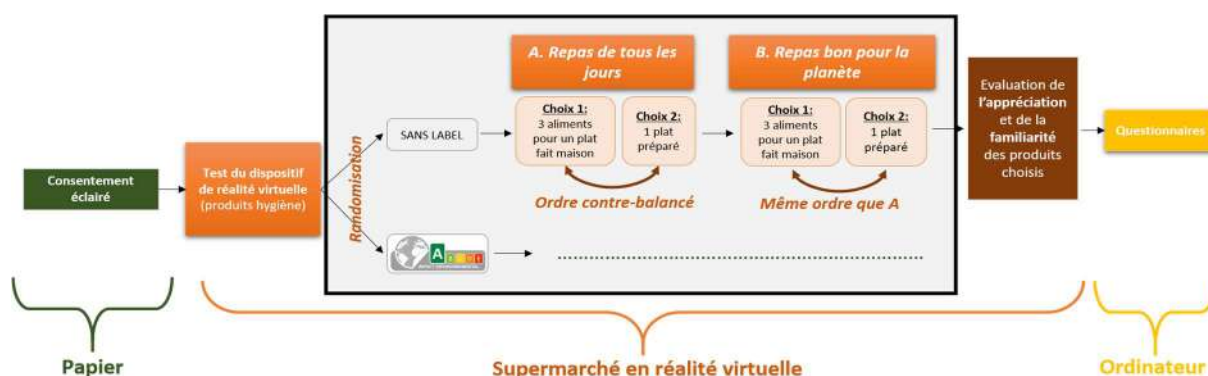 Consentement
éclairé
Test du dispositif
de réalité virtuelle
(produits hygiène)
Randomisation
SANS LABEL
A
A. Repas de tous les
jours
Choix 1:
3 aliments
pour un plat
fait maison
Choix 2:
1 plat
préparé
Ordre contre-balancé
B. Repas bon pour la
planète
Choix 1:
3 aliments
pour un plat
fait maison
Choix 2:
1 plat
préparé
Même ordre que A
Evaluation de
l'appréciation
et de la
familiarité
des produits
choisis
Questionnaires
Papier
Supermarché en réalité virtuelle
Ordinateur